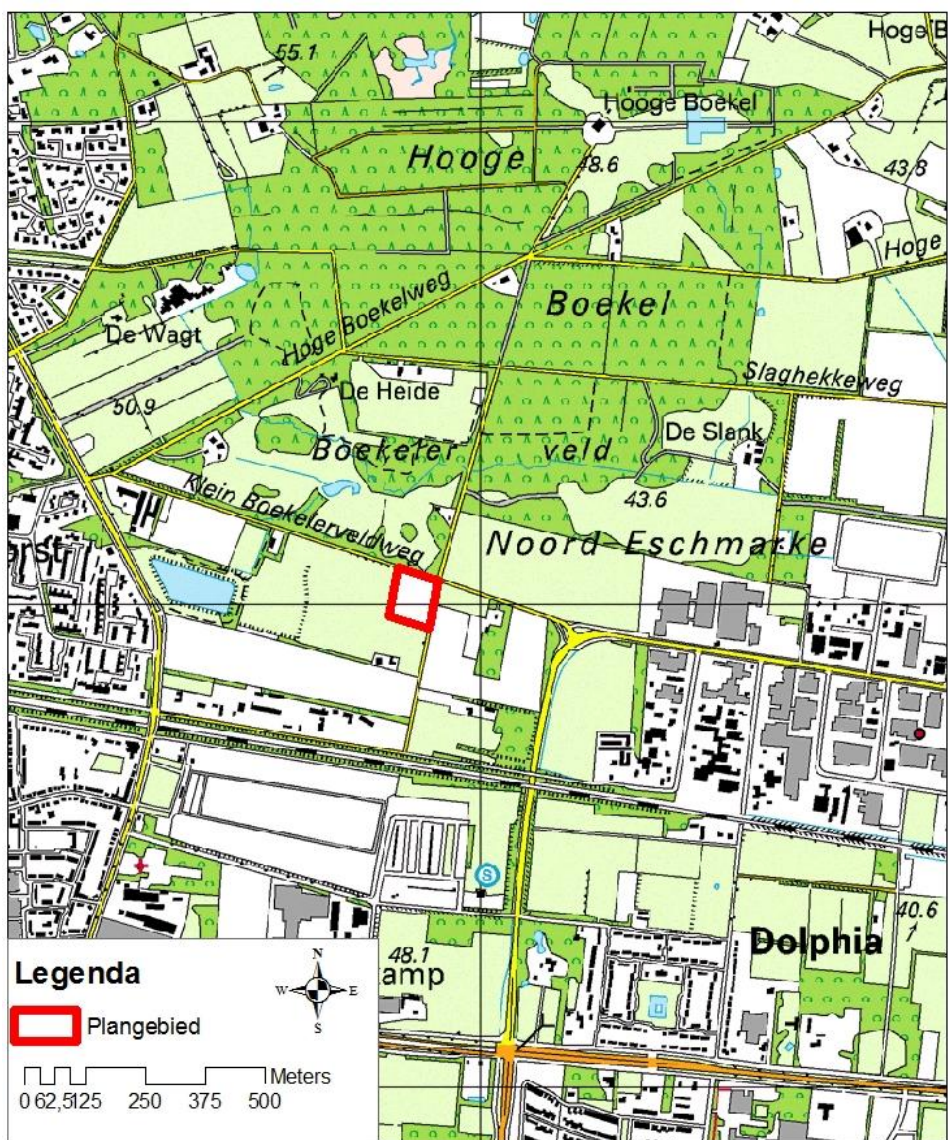 Hoge B
55.1
Hooge Boekel
Hooge
48.6
43,8
Hoge
Boekel
Hoge Boekelweg
De Wagt
Slaghekkeweg
De Heide
50.9
De Slank
Boekeler veld
43.6
Klein Boekelerveldweg
Noord Eschmarke
orst
S
40.6
Dolphia
48.1
amp
T
Legenda
N
W E
S
Plangebied
Meters
0 62,5125 250 375 500